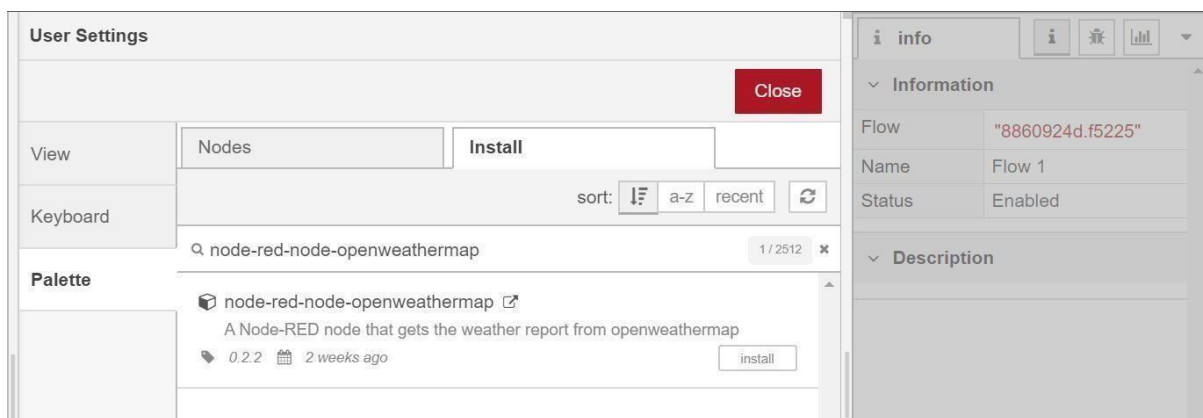 User Settings
Close
View
Keyboard
Palette
Nodes
Install
sort: a-z recent
node-red-node-openweathermap 1 / 2512 ×
node-red-node-openweathermap
A Node-RED node that gets the weather report from openweathermap
0.2.2 2 weeks ago install
i info i
Information
Flow "8860924d.f5225"
Name Flow 1
Status Enabled
Description